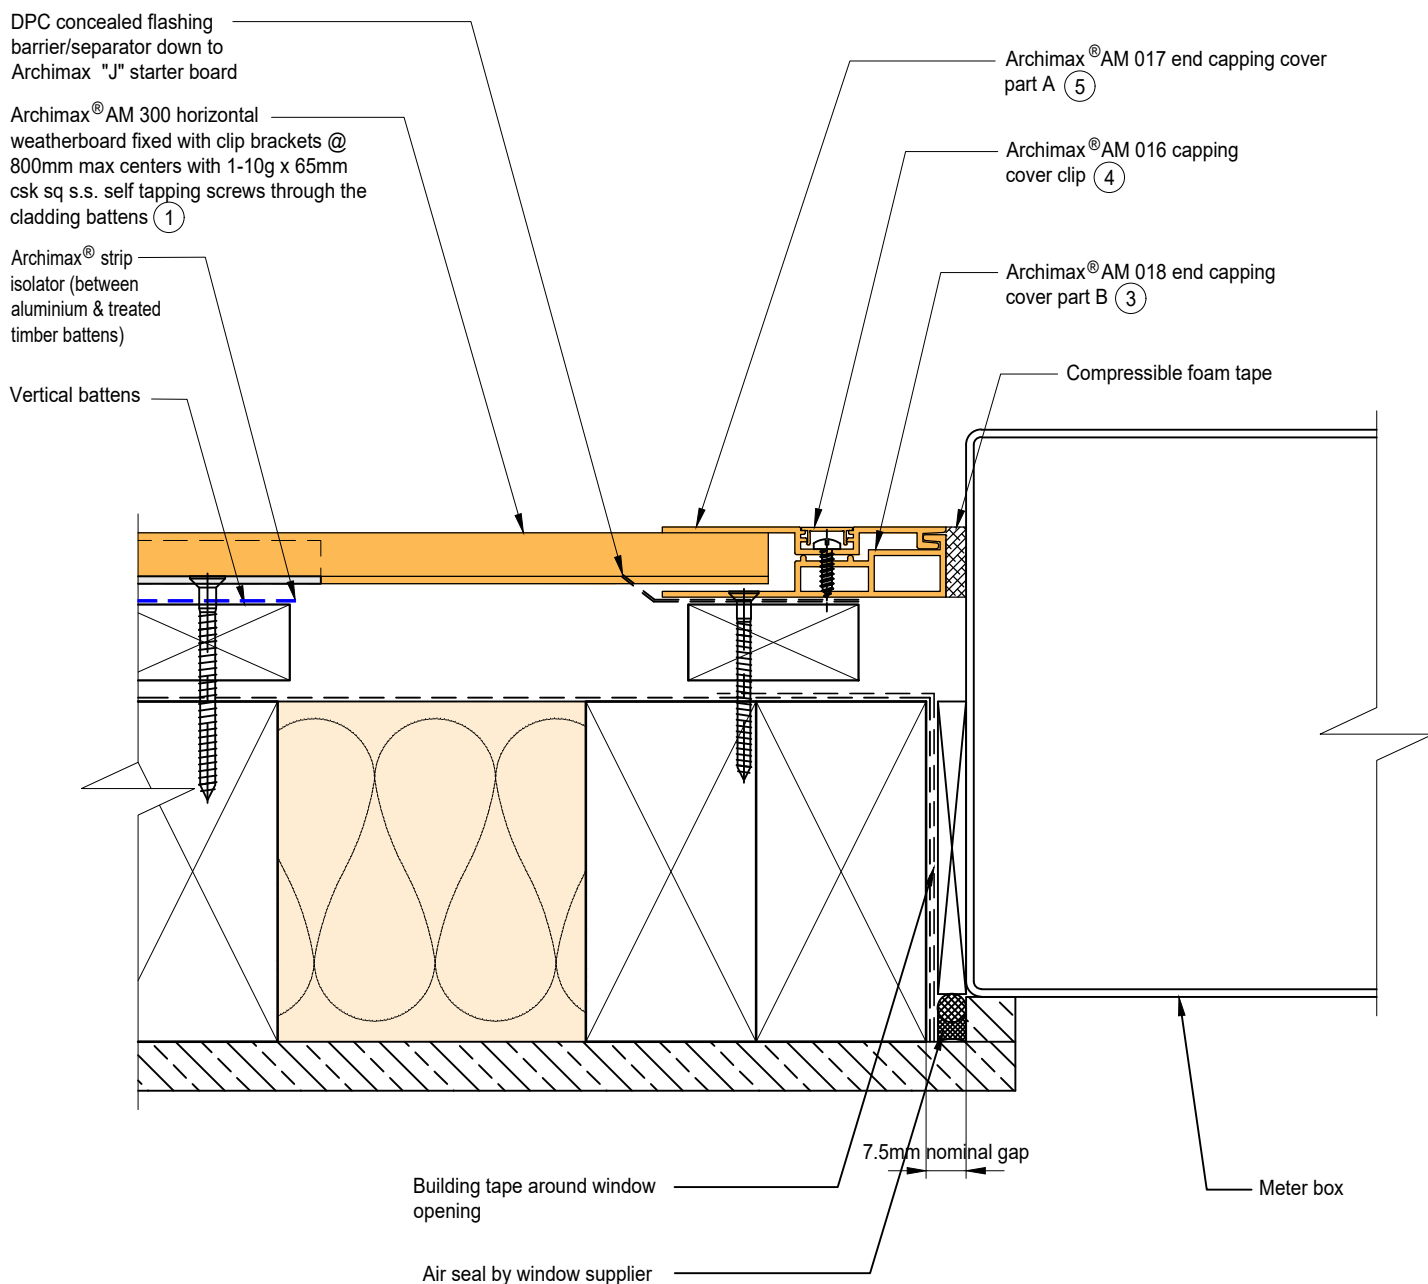 DPC concealed flashing
barrier/separator down to
Archimax "J" starter board
Archimax® AM 300 horizontal
weatherboard fixed with clip brackets @
800mm max centers with 1-10g x 65mm
csk sq s.s. self tapping screws through the
cladding battens 1
Archimax® strip
isolator (between
aluminium & treated
timber battens)
Vertical battens
Archimax® AM 017 end capping cover
part A 5
Archimax® AM 016 capping
cover clip 4
Archimax® AM 018 end capping
cover part B 3
Compressible foam tape
7.5mm nominal gap
Building tape around window
opening
Meter box
Air seal by window supplier